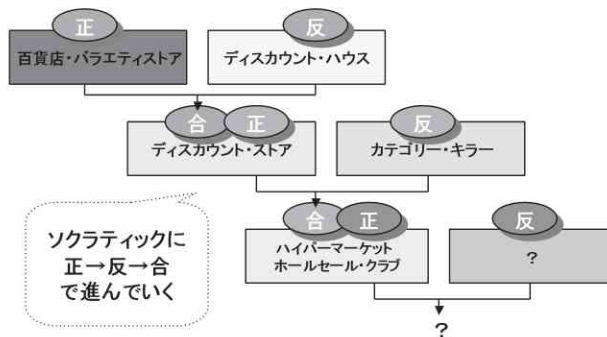 正
反
百貨店・バラエティストア
ディスカウント・ハウス
合
正
反
ディスカウント・ストア
カテゴリー・キラー
合
正
反
ハイパーマーケット
ホールセール・クラブ
?
ソクラティックに
正→反→合
で進んでいく
?